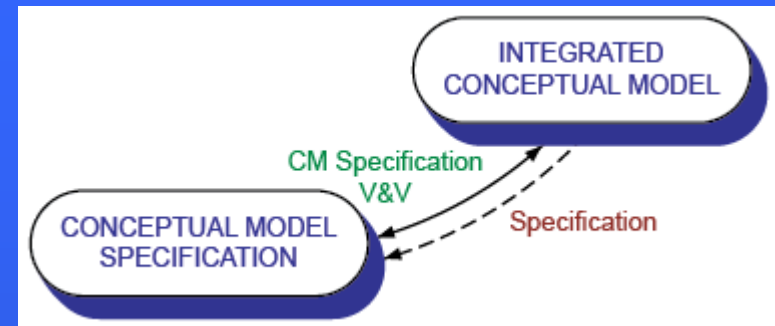 INTEGRATED
CONCEPTUAL MODEL
CM Specification
V&V
Specification
CONCEPTUAL MODEL
SPECIFICATION